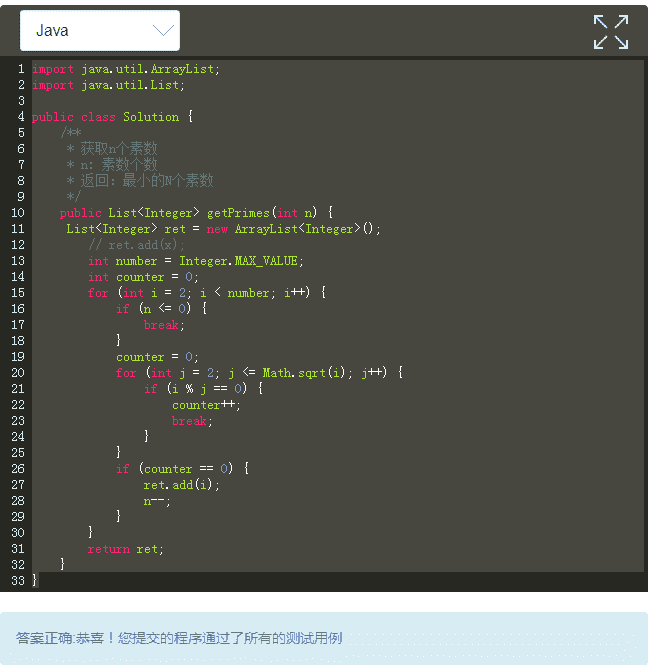 Java
1 import java.util.ArrayList;
2 import java.util.List;
3
4 public class Solution {
5     /**
6      * 获取n个素数
7      * n: 素数个数
8      * 返回: 最小的N个素数
9      */
10     public List<Integer> getPrimes(int n) {
11      List<Integer> ret = new ArrayList<Integer>();
12         // ret.add(x);
13         int number = Integer.MAX_VALUE;
14         int counter = 0;
15         for (int i = 2; i < number; i++) {
16             if (n <= 0) {
17                 break;
18             }
19             counter = 0;
20             for (int j = 2; j <= Math.sqrt(i); j++) {
21                 if (i % j == 0) {
22                     counter++;
23                     break;
24                 }
25             }
26             if (counter == 0) {
27                 ret.add(i);
28                 n--;
29             }
30         }
31         return ret;
32     }
33 }
答案正确:恭喜！您提交的程序通过了所有的测试用例